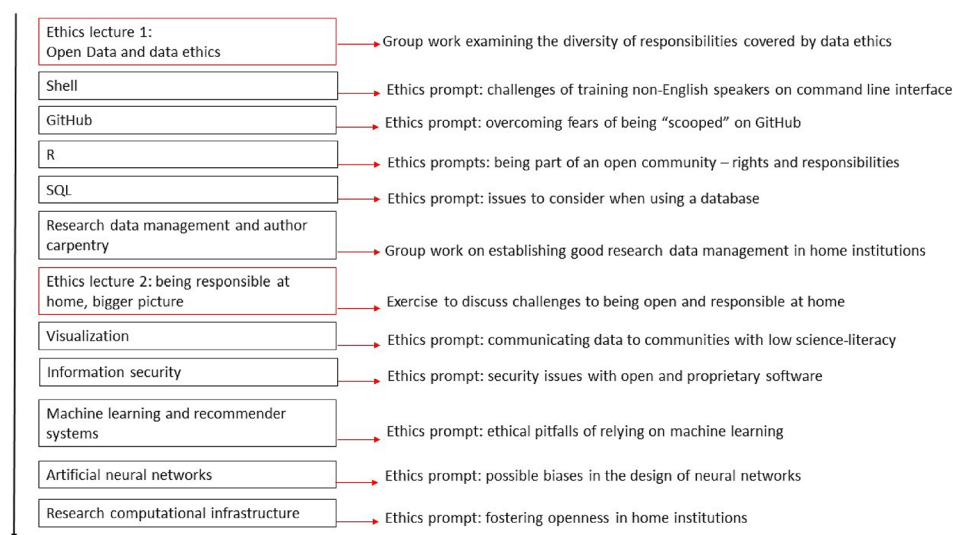 Ethics lecture 1:
Open Data and data ethics
Group work examining the diversity of responsibilities covered by data ethics
Shell
Ethics prompt: challenges of training non-English speakers on command line interface
GitHub
Ethics prompt: overcoming fears of being “scooped” on GitHub
R
Ethics prompts: being part of an open community – rights and responsibilities
SQL
Ethics prompt: issues to consider when using a database
Research data management and author
carpentry
Group work on establishing good research data management in home institutions
Ethics lecture 2: being responsible at
home, bigger picture
Exercise to discuss challenges to being open and responsible at home
Visualization
Ethics prompt: communicating data to communities with low science-literacy
Information security
Ethics prompt: security issues with open and proprietary software
Machine learning and recommender
systems
Ethics prompt: ethical pitfalls of relying on machine learning
Artificial neural networks
Ethics prompt: possible biases in the design of neural networks
Research computational infrastructure
Ethics prompt: fostering openness in home institutions